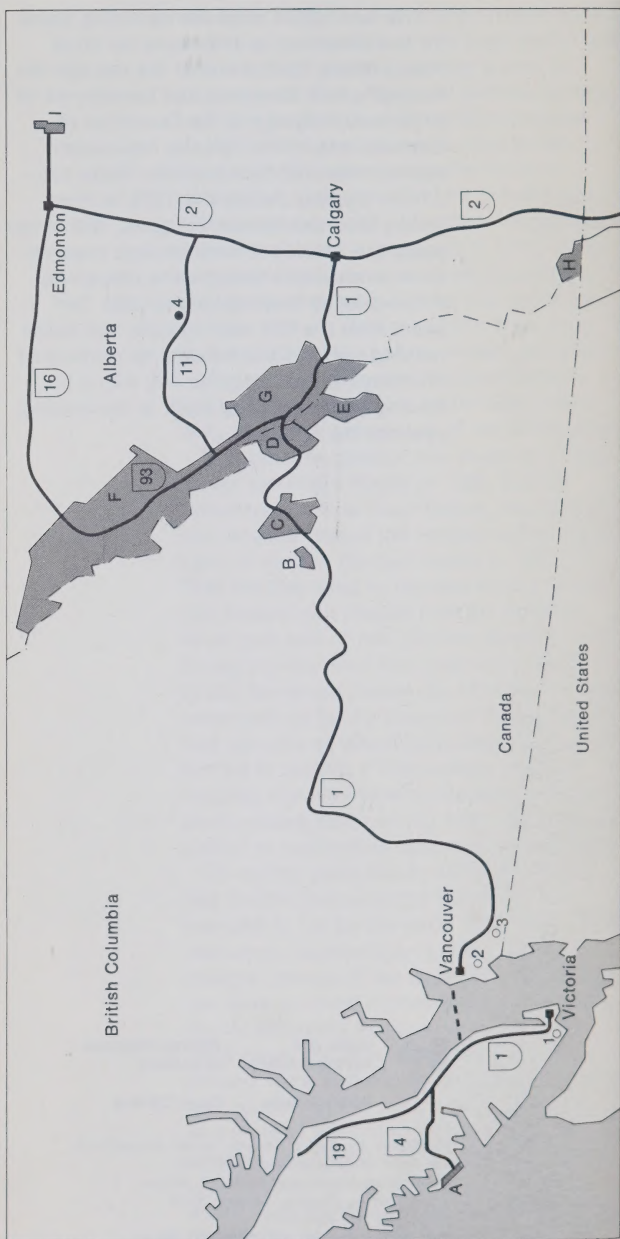 British Columbia
Alberta
Edmonton
Calgary
Vancouver
Victoria
Canada
United States
16
2
I
11
4
93
F
G
1
2
H
D
E
C
B
1
2
3
1
1
19
4
A